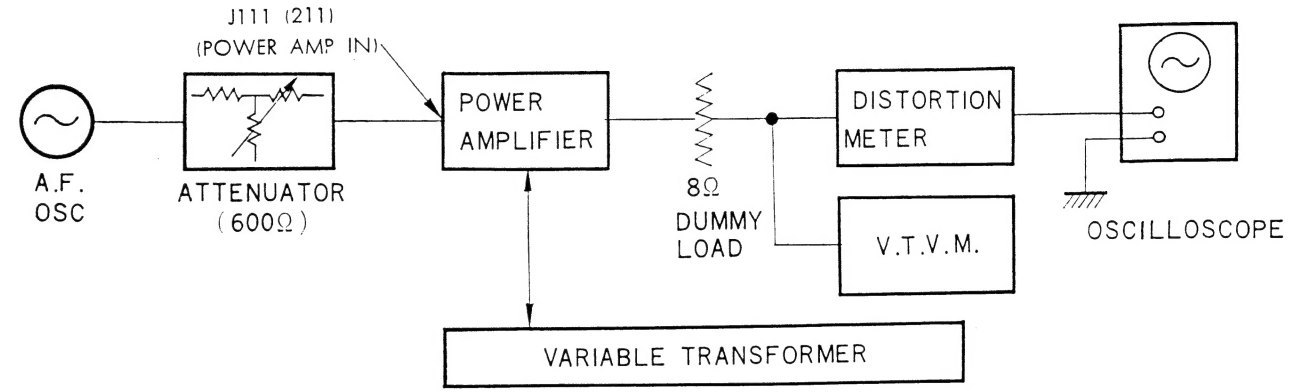 J111 (211)
(POWER AMP IN)
A.F.
OSC
ATTENUATOR
(600Ω)
POWER
AMPLIFIER
8Ω
DUMMY
LOAD
DISTORTION
METER
V.T.V.M.
OSCILLOSCOPE
VARIABLE TRANSFORMER